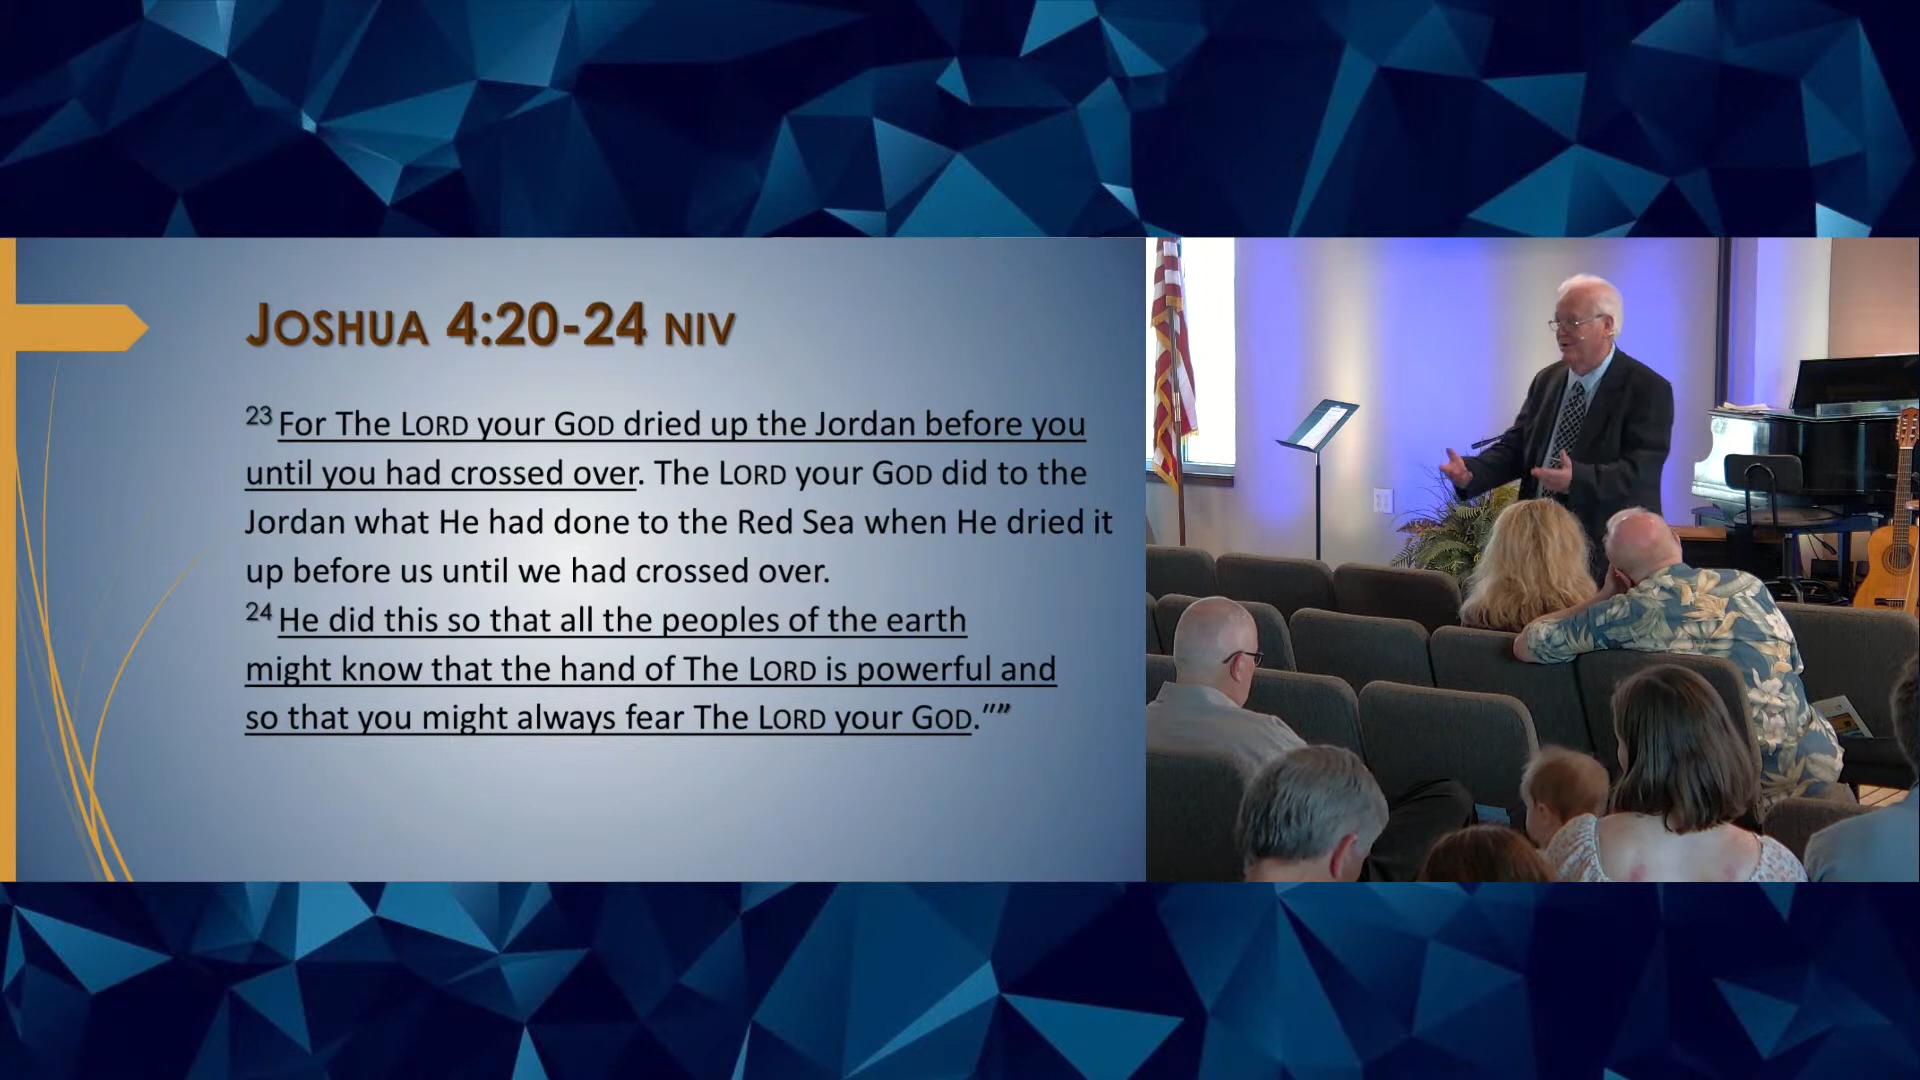 JOSHUA 4:20-24 NIV
23 For The LORD your GOD dried up the Jordan before you
until you had crossed over. The LORD your GOD did to the
Jordan what He had done to the Red Sea when He dried it
up before us until we had crossed over.
24 He did this so that all the peoples of the earth
might know that the hand of The LORD is powerful and
so that you might always fear The LORD your GOD.””